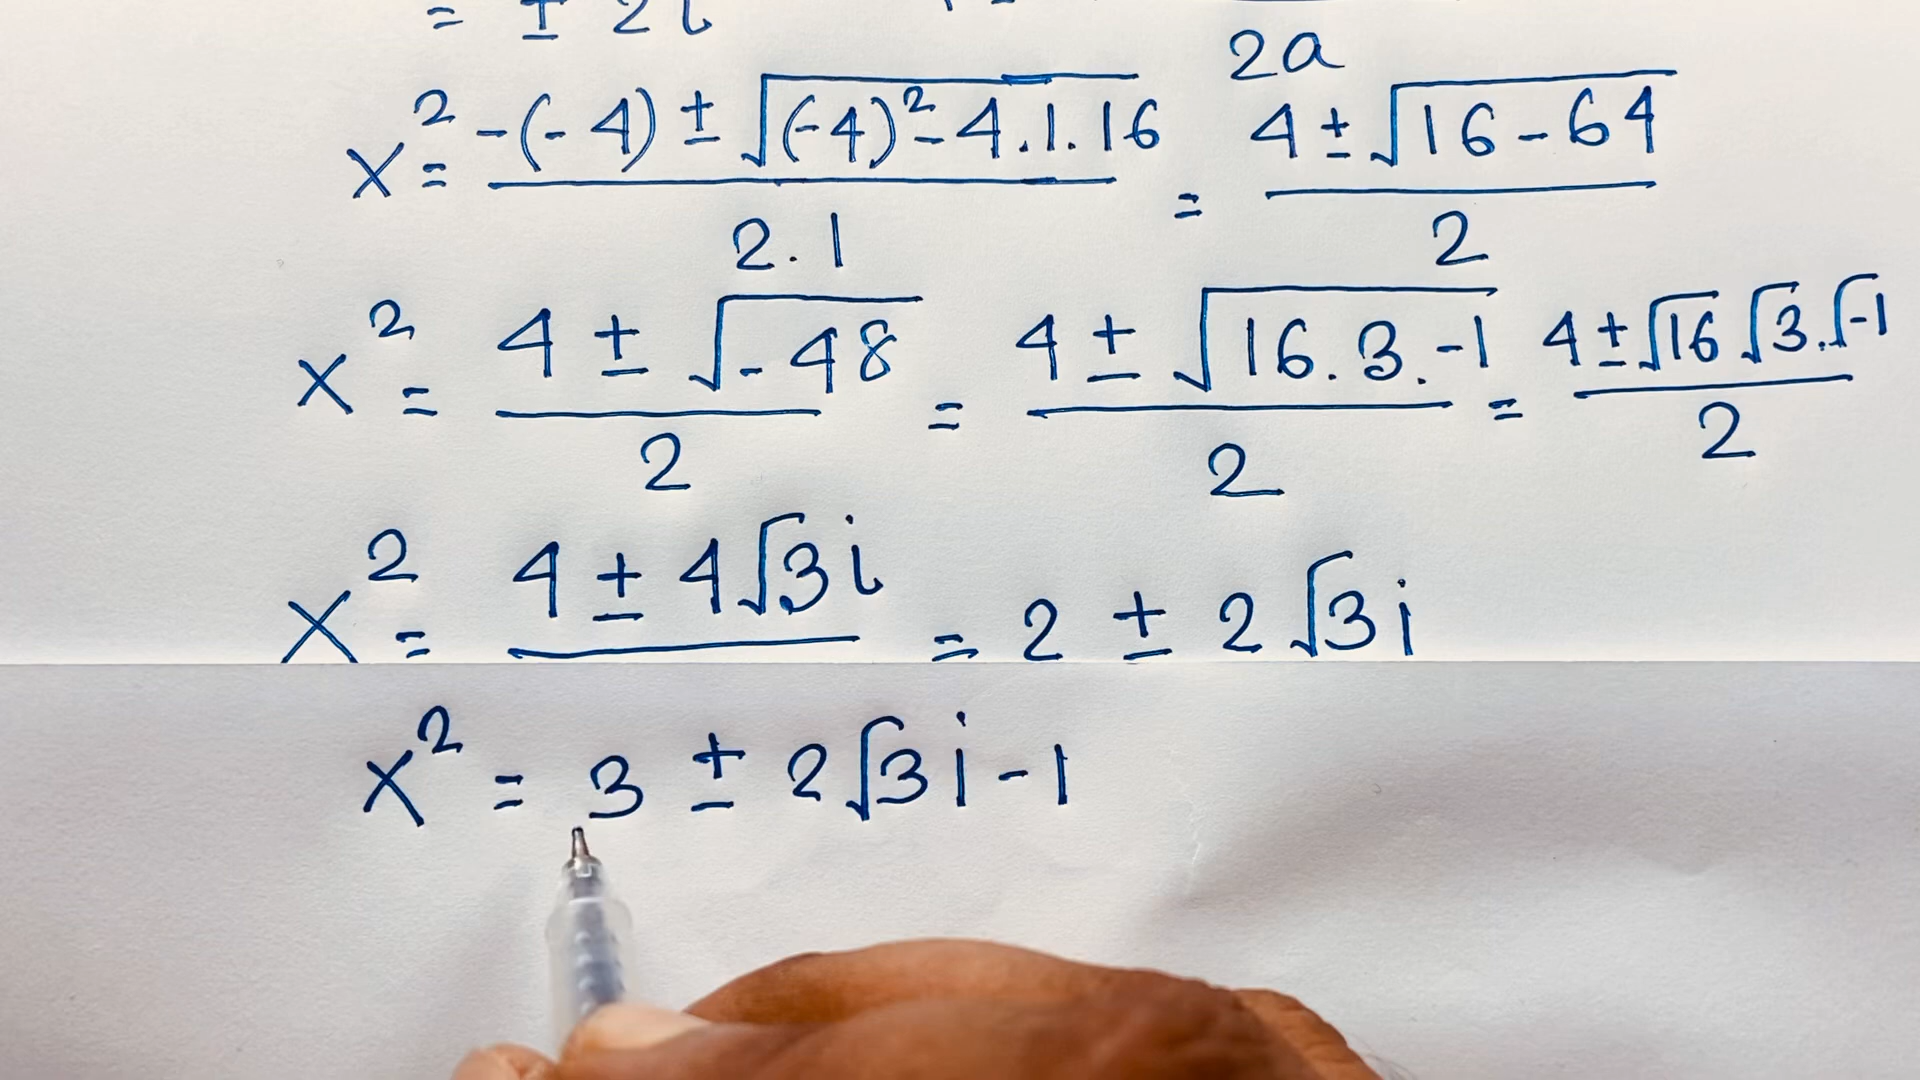 = ± 2i
2a
x² = -(-4) ± √(-4)² - 4.1.16 / 2.1 = 4 ± √16 - 64 / 2
x² = 4 ± √-48 / 2 = 4 ± √16.3.-1 / 2 = 4 ± √16 √3.√-1 / 2
x² = 4 ± 4√3i = 2 ± 2√3i
x² = 3 ± 2√3i - 1